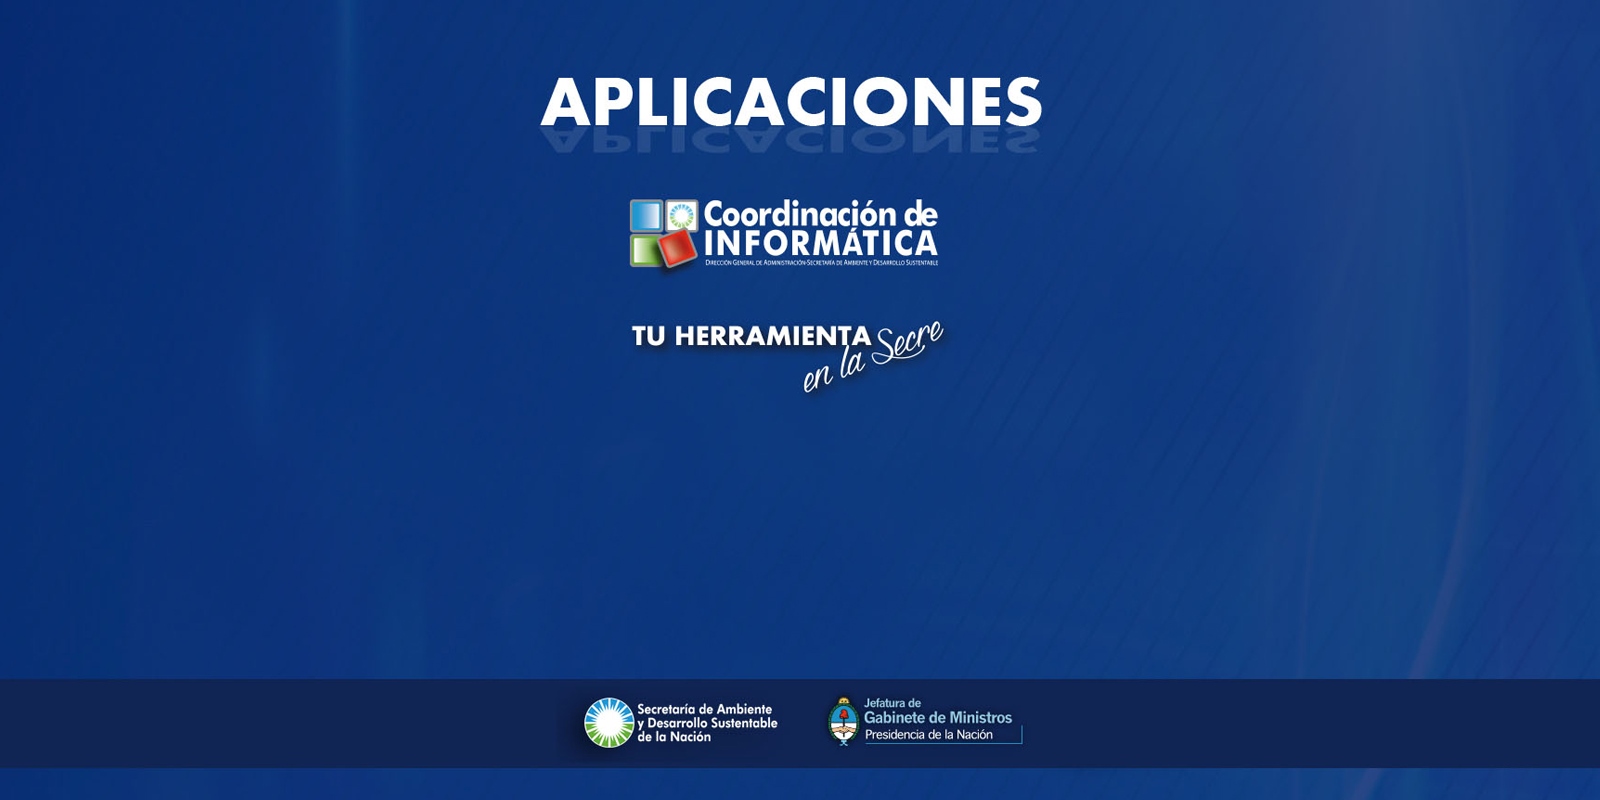 APLICACIONES
Coordinación de
INFORMÁTICA
DIRECCIÓN GENERAL DE ADMINISTRACIÓN-SECRETARÍA DE AMBIENTE Y DESARROLLO SUSTENTABLE
TU HERRAMIENTA
en la Secre
Secretaría de Ambiente
y Desarrollo Sustentable
de la Nación
Jefatura de
Gabinete de Ministros
Presidencia de la Nación